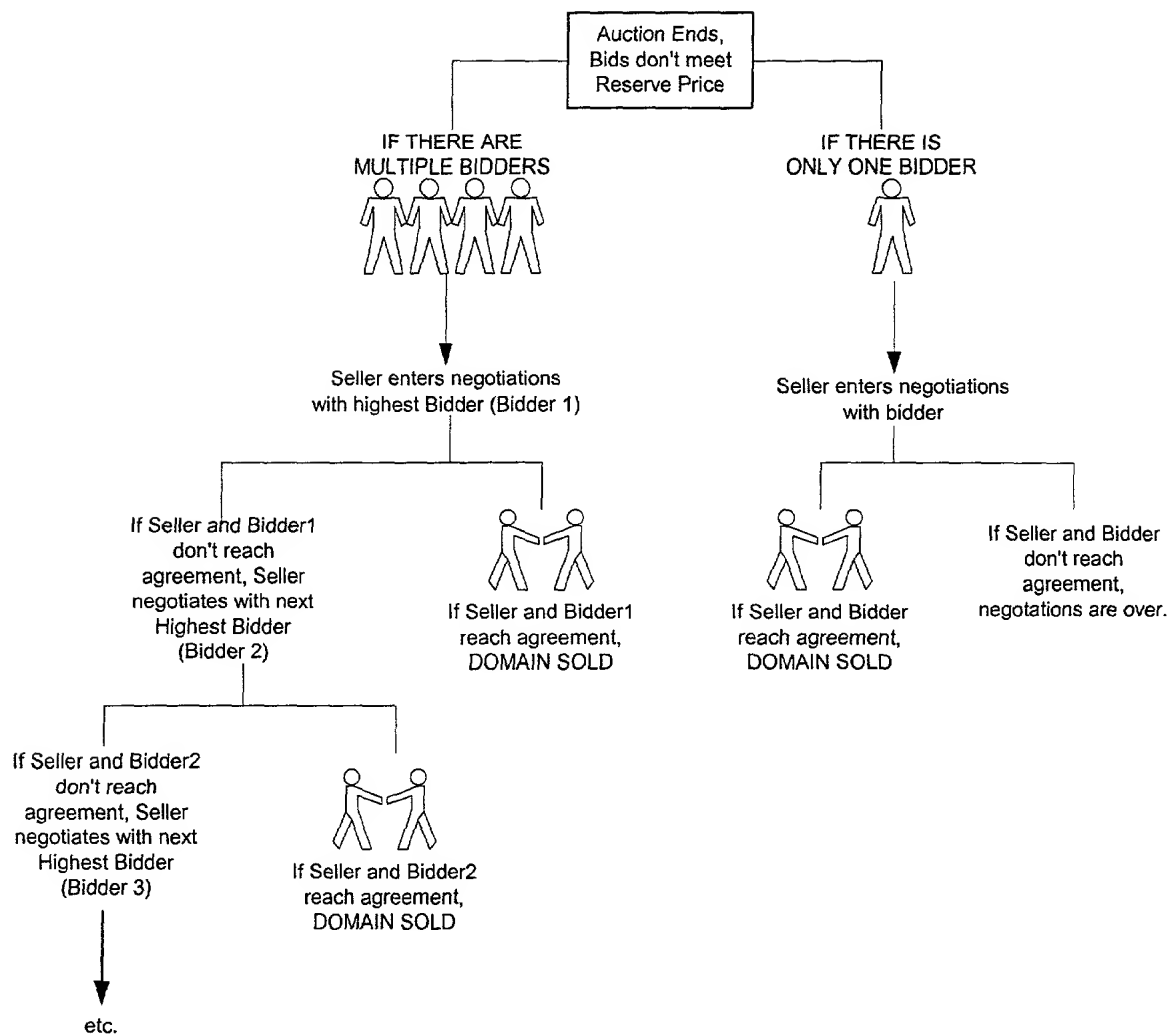 Auction Ends,
Bids don't meet
Reserve Price
IF THERE ARE
MULTIPLE BIDDERS
IF THERE IS
ONLY ONE BIDDER
Seller enters negotiations
with highest Bidder (Bidder 1)
Seller enters negotiations
with bidder
If Seller and Bidder1
don't reach
agreement, Seller
negotiates with next
Highest Bidder
(Bidder 2)
If Seller and Bidder1
reach agreement,
DOMAIN SOLD
If Seller and Bidder
reach agreement,
DOMAIN SOLD
If Seller and Bidder
don't reach
agreement,
negotations are over.
If Seller and Bidder2
don't reach
agreement, Seller
negotiates with next
Highest Bidder
(Bidder 3)
If Seller and Bidder2
reach agreement,
DOMAIN SOLD
etc.